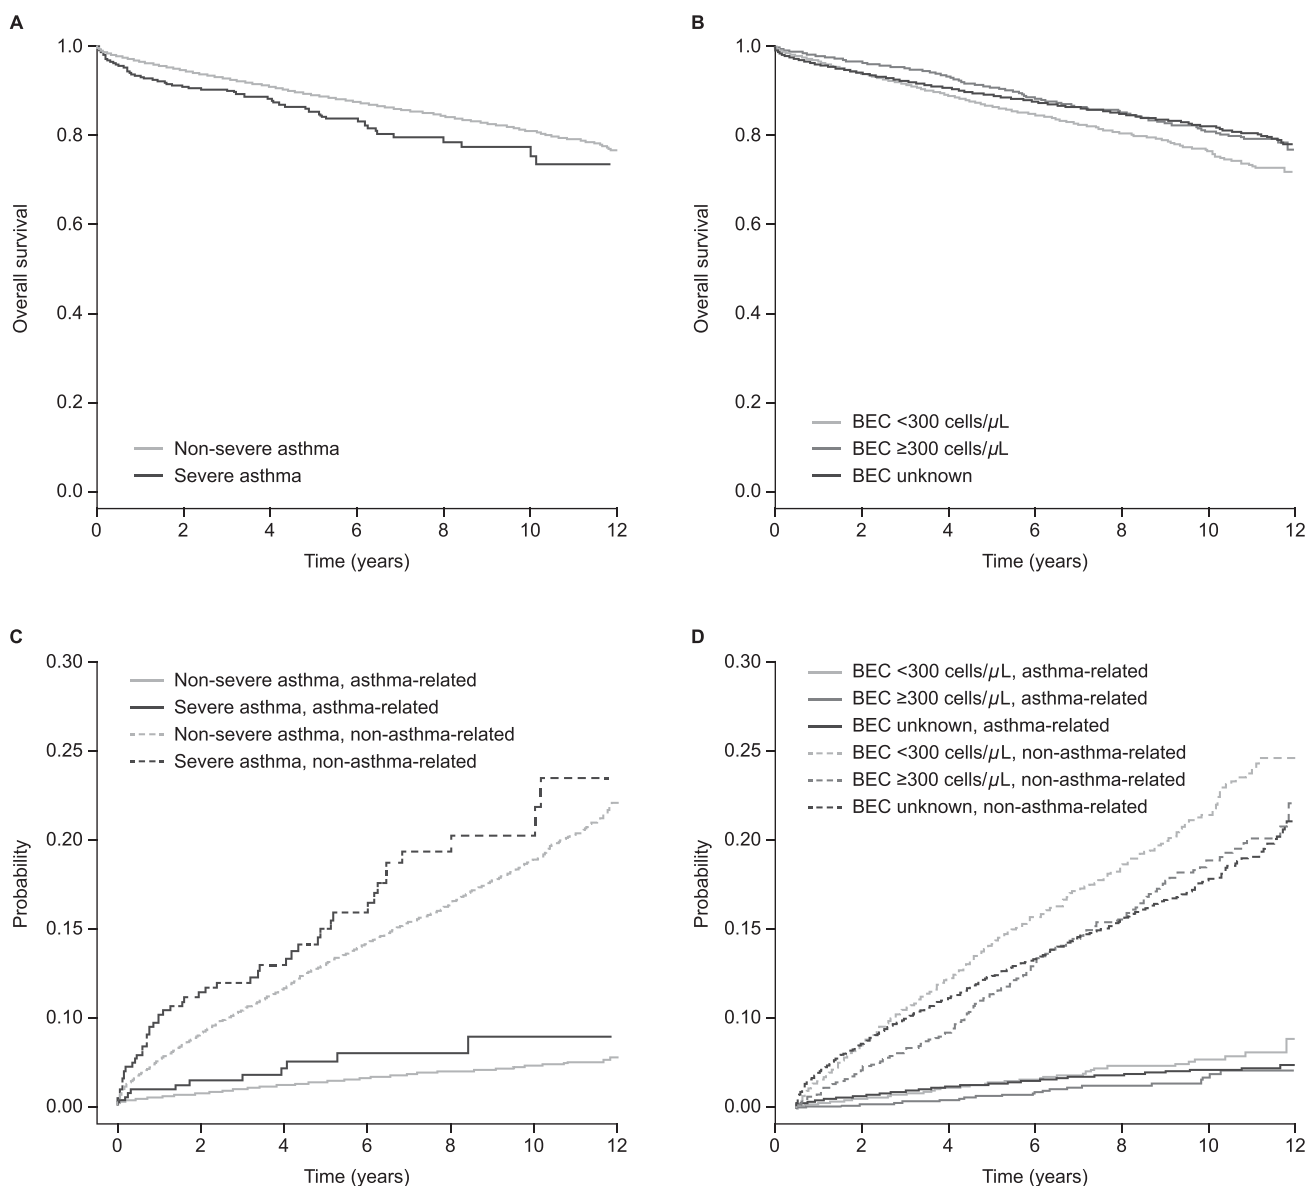 A
1.0
0.8
0.6
0.4
0.2
0.0
Overall survival
Non-severe asthma
Severe asthma
0 2 4 6 8 10 12
Time (years)
B
1.0
0.8
0.6
0.4
0.2
0.0
Overall survival
BEC <300 cells/µL
BEC ≥300 cells/µL
BEC unknown
0 2 4 6 8 10 12
Time (years)
C
0.30
0.25
0.20
0.15
0.10
0.00
Probability
Non-severe asthma, asthma-related
Severe asthma, asthma-related
Non-severe asthma, non-asthma-related
Severe asthma, non-asthma-related
0 2 4 6 8 10 12
Time (years)
D
0.30
0.25
0.20
0.15
0.10
0.00
Probability
BEC <300 cells/µL, asthma-related
BEC ≥300 cells/µL, asthma-related
BEC unknown, asthma-related
BEC <300 cells/µL, non-asthma-related
BEC ≥300 cells/µL, non-asthma-related
BEC unknown, non-asthma-related
0 2 4 6 8 10 12
Time (years)